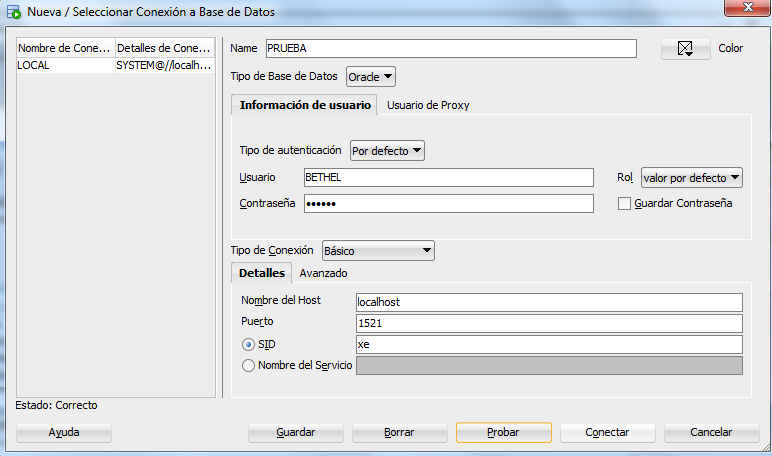 Nueva / Seleccionar Conexión a Base de Datos
Nombre de Cone... Detalles de Cone...
LOCAL SYSTEM@//localh...
Name PRUEBA Color
Tipo de Base de Datos Oracle
Información de usuario Usuario de Proxy
Tipo de autenticación Por defecto
Usuario BETHEL Rol valor por defecto
Contraseña •••••• Guardar Contraseña
Tipo de Conexión Básico
Detalles Avanzado
Nombre del Host localhost
Puerto 1521
SID xe
Nombre del Servicio
Estado: Correcto
Ayuda Guardar Borrar Probar Conectar Cancelar